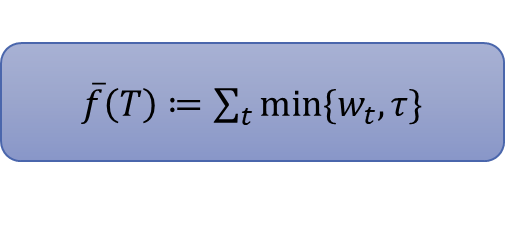 f̄(T) ≔ ∑ₜ min{wₜ, τ}